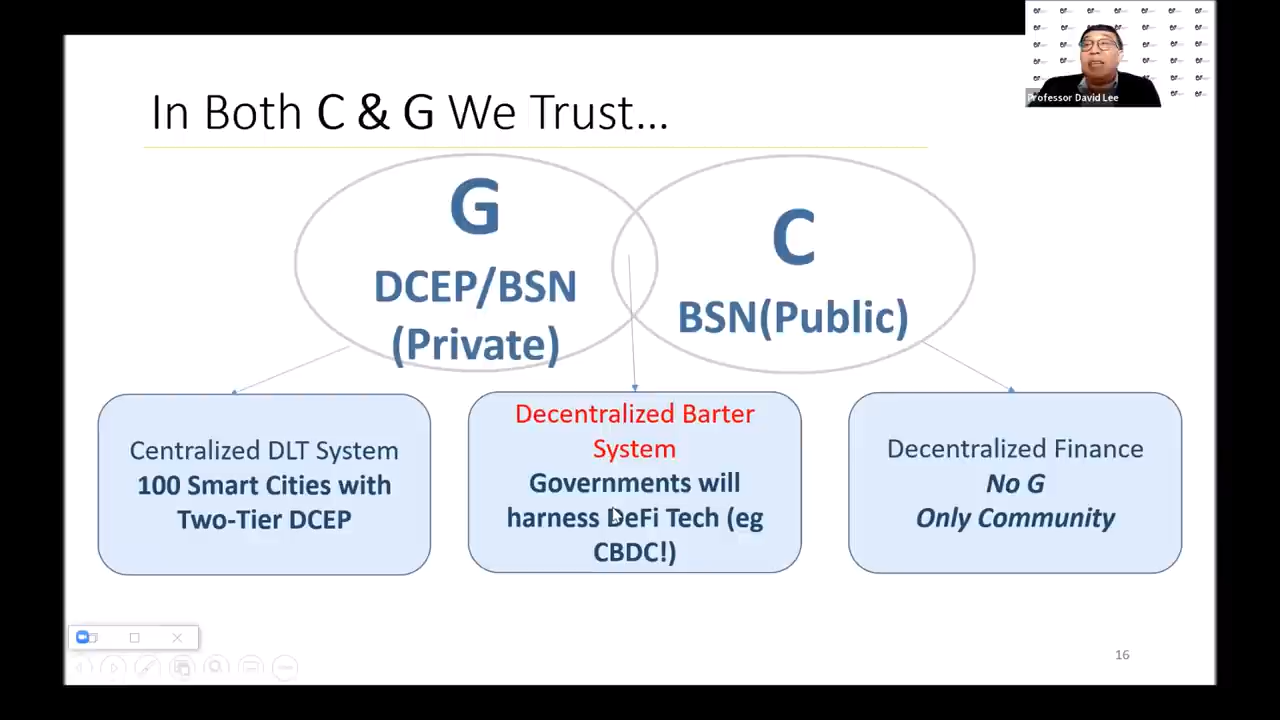 Professor David Lee
In Both C & G We Trust...
G
DCEP/BSN
(Private)
C
BSN(Public)
Centralized DLT System
100 Smart Cities with
Two-Tier DCEP
Decentralized Barter
System
Governments will
harness DeFi Tech (eg
CBDC!)
Decentralized Finance
No G
Only Community
16